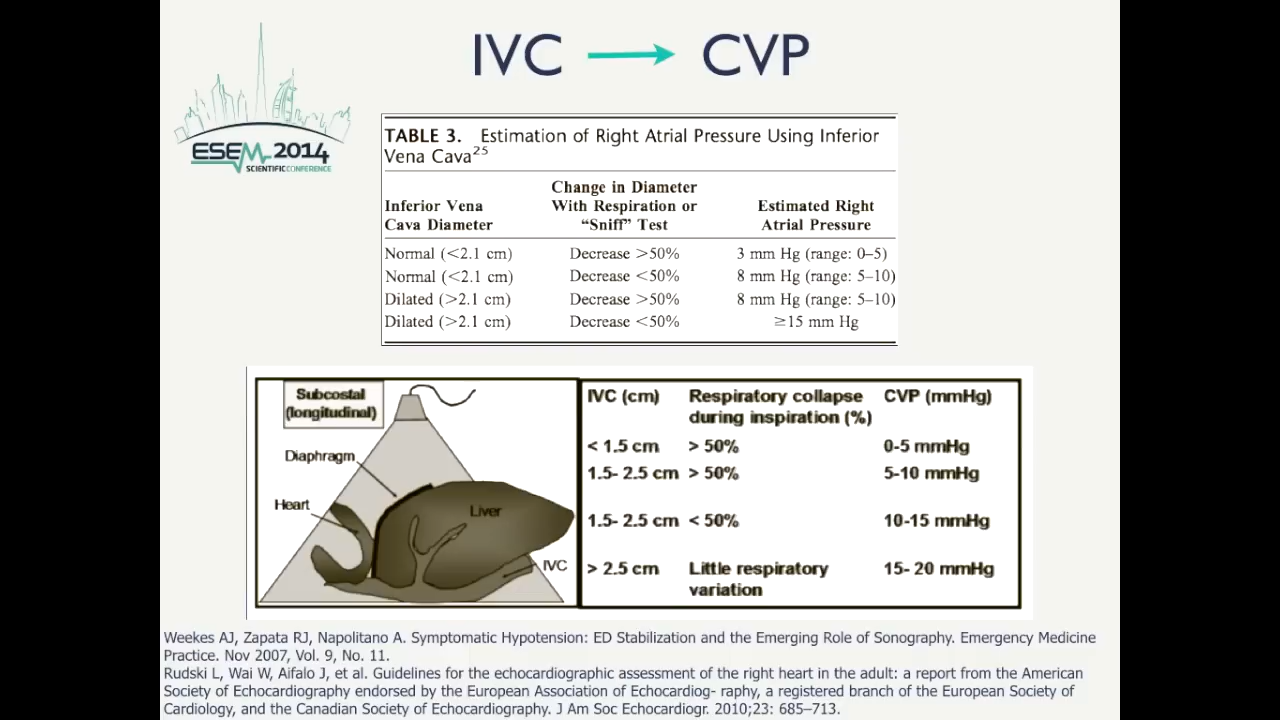 IVC → CVP
ESEM 2014
SCIENTIFIC CONFERENCE
TABLE 3. Estimation of Right Atrial Pressure Using Inferior
Vena Cava25
Inferior Vena
Cava Diameter
Change in Diameter
With Respiration or
“Sniff” Test
Estimated Right
Atrial Pressure
Normal (<2.1 cm) Decrease >50% 3 mm Hg (range: 0–5)
Normal (<2.1 cm) Decrease <50% 8 mm Hg (range: 5–10)
Dilated (>2.1 cm) Decrease >50% 8 mm Hg (range: 5–10)
Dilated (>2.1 cm) Decrease <50% ≥15 mm Hg
Subcostal
(longitudinal)
Diaphragm
Heart
Liver
IVC
IVC (cm) Respiratory collapse CVP (mmHg)
during inspiration (%)
< 1.5 cm > 50% 0-5 mmHg
1.5- 2.5 cm > 50% 5-10 mmHg
1.5- 2.5 cm < 50% 10-15 mmHg
> 2.5 cm Little respiratory 15- 20 mmHg
variation
Weekes AJ, Zapata RJ, Napolitano A. Symptomatic Hypotension: ED Stabilization and the Emerging Role of Sonography. Emergency Medicine
Practice. Nov 2007, Vol. 9, No. 11.
Rudski L, Wai W, Aifalo J, et al. Guidelines for the echocardiographic assessment of the right heart in the adult: a report from the American
Society of Echocardiography endorsed by the European Association of Echocardiog- raphy, a registered branch of the European Society of
Cardiology, and the Canadian Society of Echocardiography. J Am Soc Echocardiogr. 2010;23: 685–713.